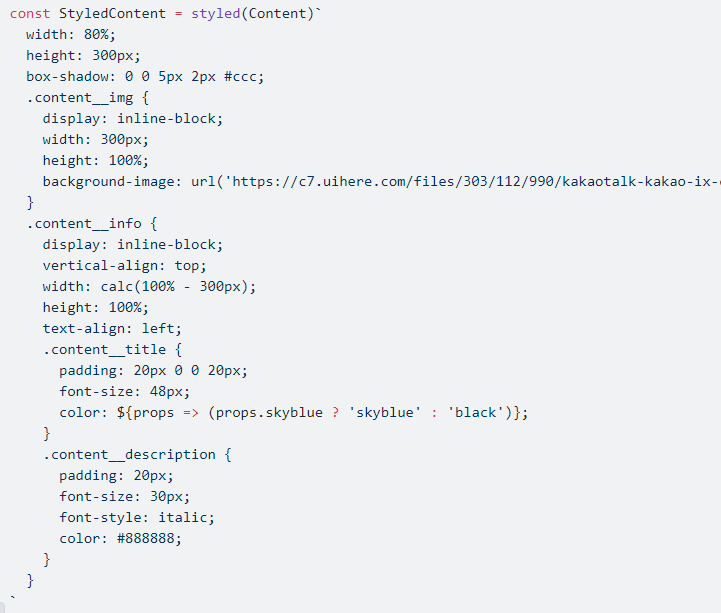 const StyledContent = styled(Content)`
  width: 80%;
  height: 300px;
  box-shadow: 0 0 5px 2px #ccc;
  .content__img {
    display: inline-block;
    width: 300px;
    height: 100%;
    background-image: url('https://c7.uihere.com/files/303/112/990/kakaotalk-kakao-ix-
  }
  .content__info {
    display: inline-block;
    vertical-align: top;
    width: calc(100% - 300px);
    height: 100%;
    text-align: left;
    .content__title {
      padding: 20px 0 0 20px;
      font-size: 48px;
      color: ${props => (props.skyblue ? 'skyblue' : 'black')};
    }
    .content__description {
      padding: 20px;
      font-size: 30px;
      font-style: italic;
      color: #888888;
    }
  }
`